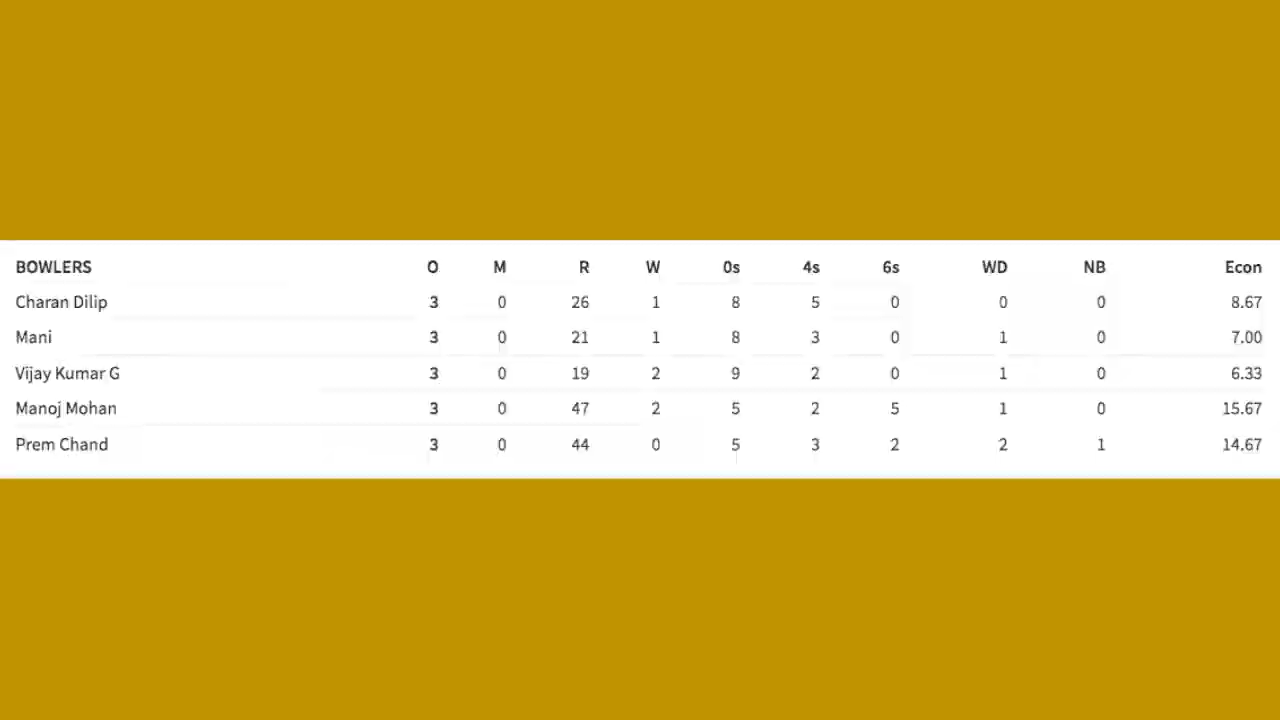 BOWLERS O M R W 0s 4s 6s WD NB Econ
Charan Dilip 3 0 26 1 8 5 0 0 0 8.67
Mani 3 0 21 1 8 3 0 1 0 7.00
Vijay Kumar G 3 0 19 2 9 2 0 1 0 6.33
Manoj Mohan 3 0 47 2 5 2 5 1 0 15.67
Prem Chand 3 0 44 0 5 3 2 2 1 14.67